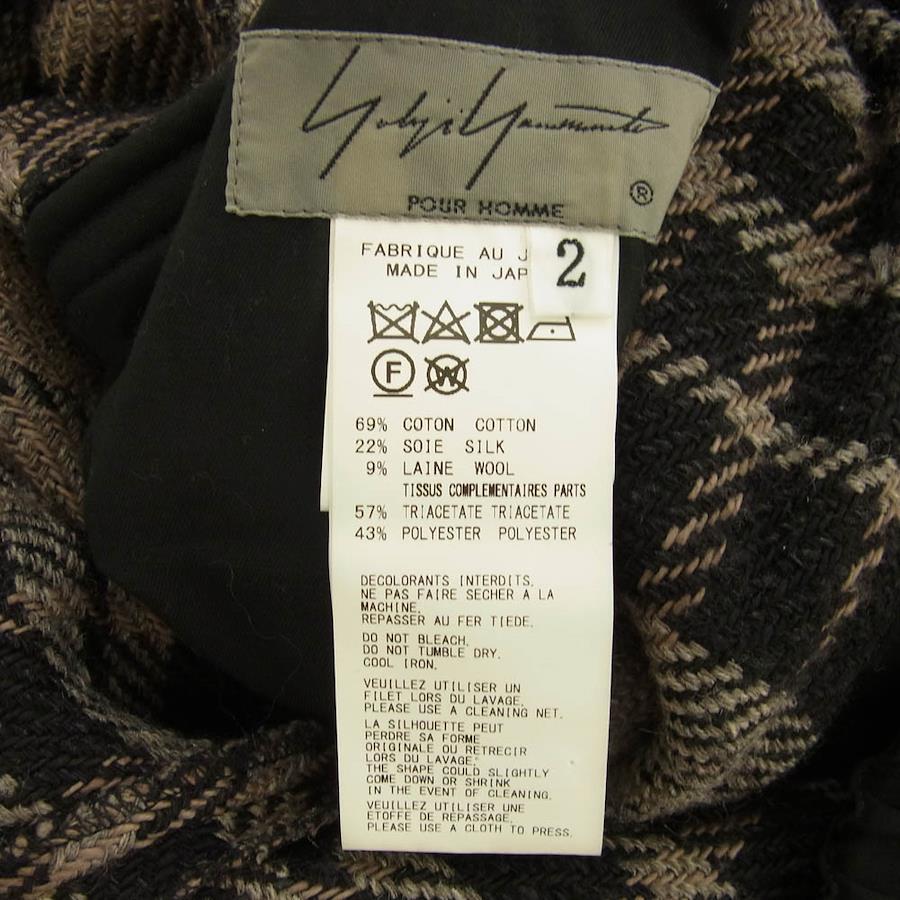 Yohji Yamamoto
®
POUR HOMME
2
FABRIQUE AU J
MADE IN JAP
F W
69% COTON COTTON
22% SOIE SILK
9% LAINE WOOL
TISSUS COMPLEMENTAIRES PARTS
57% TRIACETATE TRIACETATE
43% POLYESTER POLYESTER
DECOLORANTS INTERDITS.
NE PAS FAIRE SECHER A LA
MACHINE.
REPASSER AU FER TIEDE.
DO NOT BLEACH.
DO NOT TUMBLE DRY.
COOL IRON.
VEUILLEZ UTILISER UN
FILET LORS DU LAVAGE.
PLEASE USE A CLEANING NET.
LA SILHOUETTE PEUT
PERDRE SA FORME
ORIGINALE OU RETRECIR
LORS DU LAVAGE.
THE SHAPE COULD SLIGHTLY
COME DOWN OR SHRINK
IN THE EVENT OF CLEANING.
VEUILLEZ UTILISER UNE
ETOFFE DE REPASSAGE.
PLEASE USE A CLOTH TO PRESS.